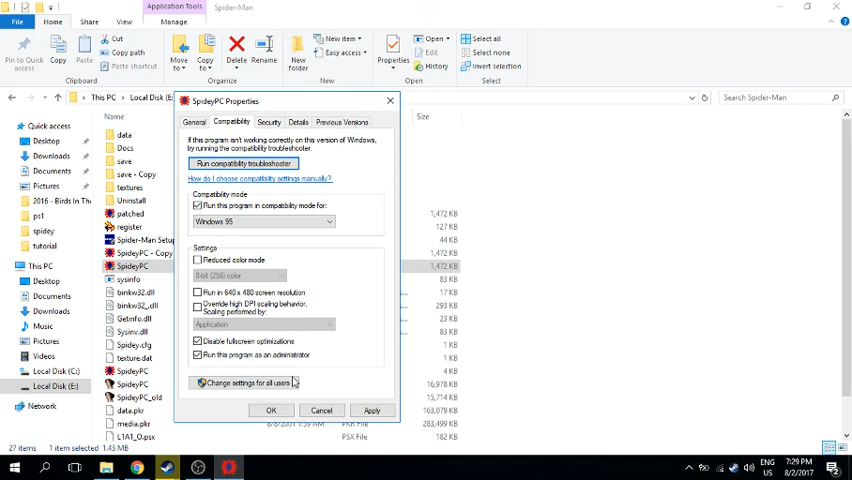 Application Tools
Spider-Man
File
Home
Share
View
Manage
Pin to Quick access
Copy
Paste
Cut
Copy path
Paste shortcut
Move to
Copy to
Delete
Rename
New folder
New item
Easy access
Properties
Open
Edit
History
Select all
Select none
Invert selection
Clipboard
Organize
New
Open
Select
This PC
Local Disk (E:)
Search Spider-Man
Name
Size
Quick access
Desktop
Downloads
Documents
Pictures
2016 - Birds In The
ps1
spidey
tutorial
This PC
Desktop
Documents
Downloads
Music
Pictures
Videos
Local Disk (C:)
Local Disk (E:)
Network
data
Docs
save
save - Copy
textures
Uninstall
patched
register
Spider-Man Setup
SpideyPC - Copy
SpideyPC
sysinfo
binkw32.dll
binkw32_.dll
Getinfo.dll
Sysinv.dll
Spidey.cfg
texture.dat
SpideyPC
SpideyPC
SpideyPC_old
data.pkr
media.pkr
L1A1_O.psx
SpideyPC Properties
General
Compatibility
Security
Details
Previous Versions
If this program isn't working correctly on this version of Windows,
try running the compatibility troubleshooter.
Run compatibility troubleshooter
How do I choose compatibility settings manually?
Compatibility mode
Run this program in compatibility mode for:
Windows 95
Settings
Reduced color mode
8-bit (256) color
Run in 640 x 480 screen resolution
Override high DPI scaling behavior.
Scaling performed by:
Application
Disable fullscreen optimizations
Run this program as an administrator
Change settings for all users
OK
Cancel
Apply
1,472 KB
127 KB
44 KB
1,472 KB
1,472 KB
83 KB
37 KB
293 KB
23 KB
83 KB
1 KB
4 KB
16,978 KB
15,714 KB
163,079 KB
283,499 KB
PSX File
182 KB
27 items
1 item selected 1.43 MB
ENG
US
7:29 PM
8/2/2017